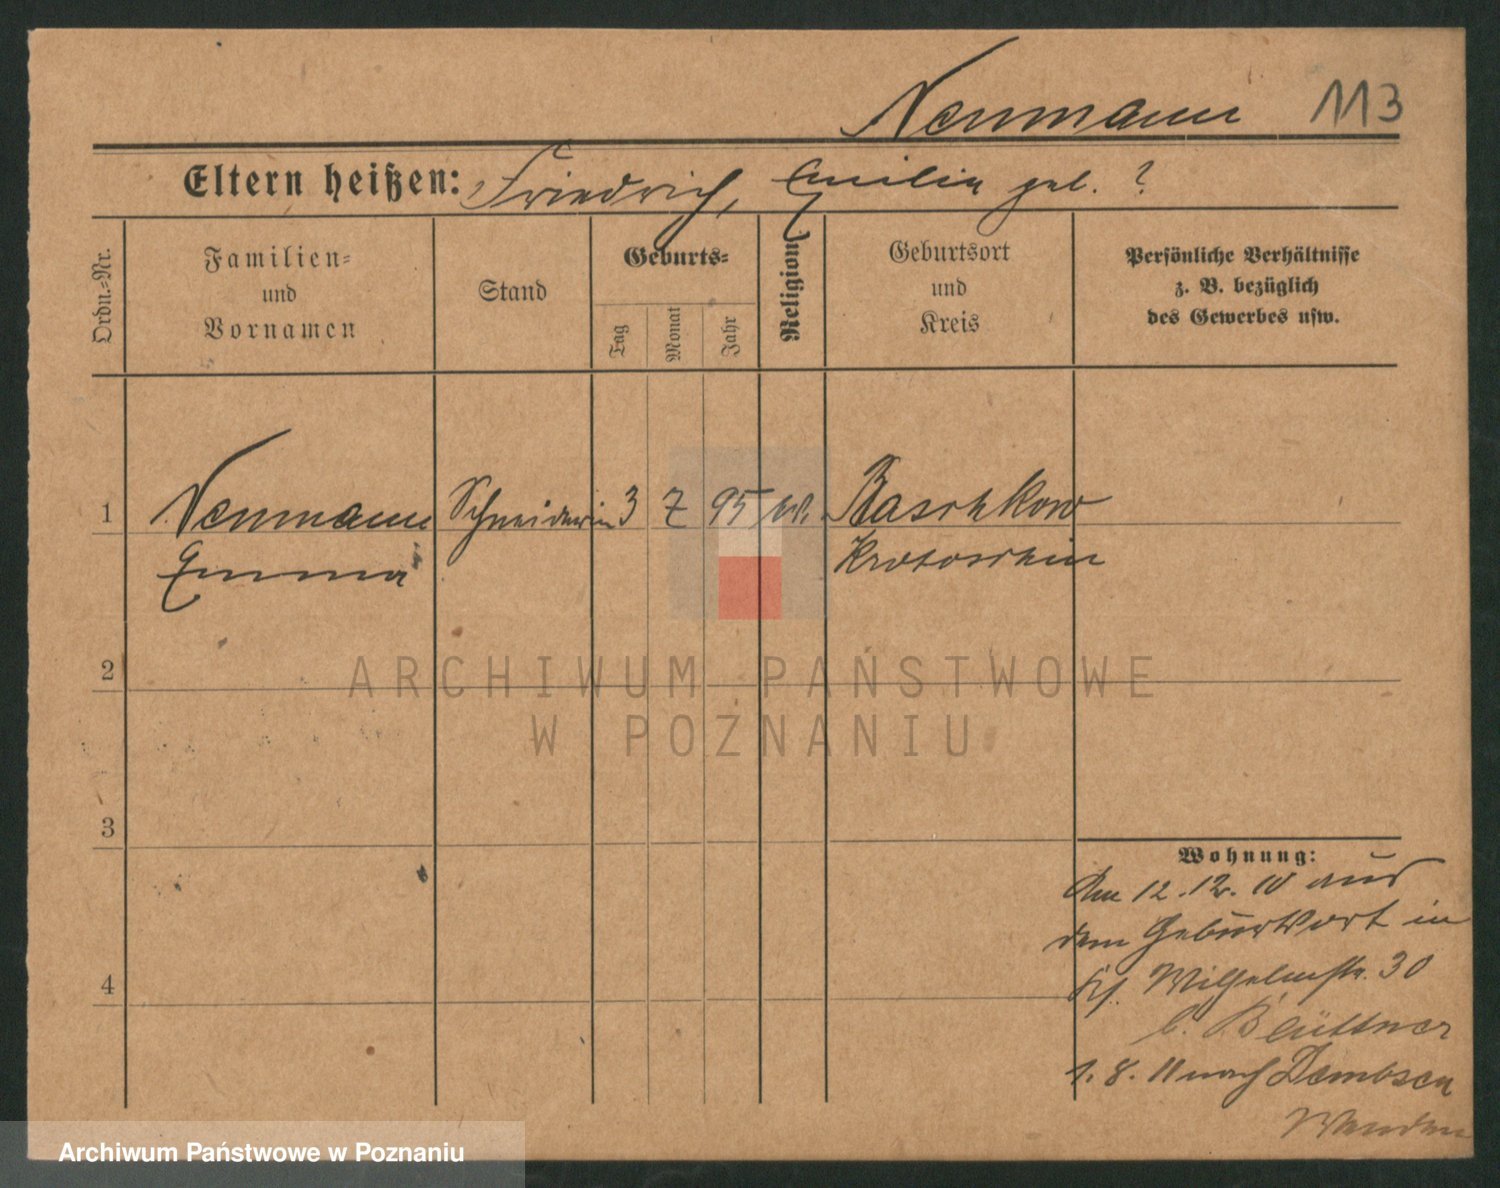 Neumann 113
Eltern heißen: Friedrich, Emilie geb. ?
Ordn.-Nr.
Familien-
und
Vornamen
Stand
Geburts-
Tag
Monat
Jahr
Religion
Geburtsort
und
Kreis
Persönliche Verhältnisse
z. B. bezüglich
des Gewerbes usw.
1 Neumann Schneiderin 3 7 95 ev. Baschkow
Emma Krotoschin
2
ARCHIWUM PAŃSTWOWE
W POZNANIU
3
Wohnung:
Am 12.12.10 aus
dem Geburtsort in
Wilhelmstr. 30
b. Büttner
4
1.8.11 nach Dembsen
Archiwum Państwowe w Poznaniu